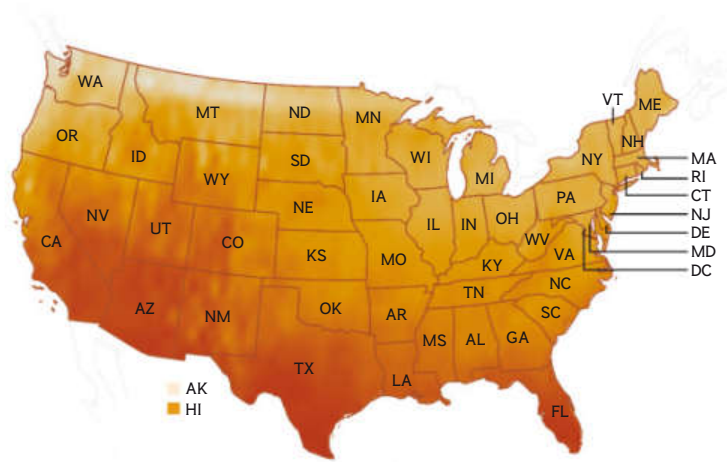 WA
MT
ND
MN
VT
ME
OR
ID
SD
WI
NH
NY
MA
WY
MI
RI
NE
IA
PA
CT
NV
UT
CO
IL
IN
OH
NJ
CA
KS
MO
WV
VA
DE
MD
KY
DC
AZ
NM
OK
AR
TN
NC
SC
MS
AL
GA
TX
LA
FL
AK
HI